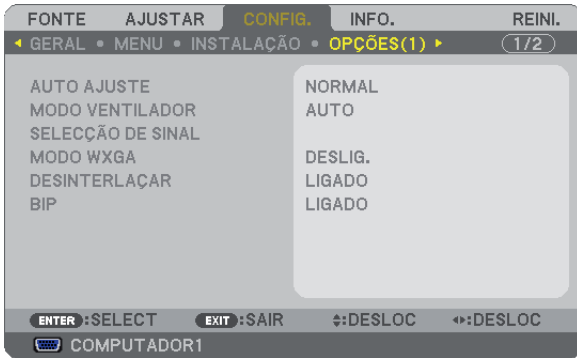 FONTE AJUSTAR CONFIG. INFO. REINI.
GERAL • MENU • INSTALAÇÃO • OPÇÕES(1) 1/2
AUTO AJUSTE NORMAL
MODO VENTILADOR AUTO
SELECÇÃO DE SINAL
MODO WXGA DESLIG.
DESINTERLAÇAR LIGADO
BIP LIGADO
ENTER :SELECT EXIT :SAIR :DESLOC :DESLOC
COMPUTADOR1